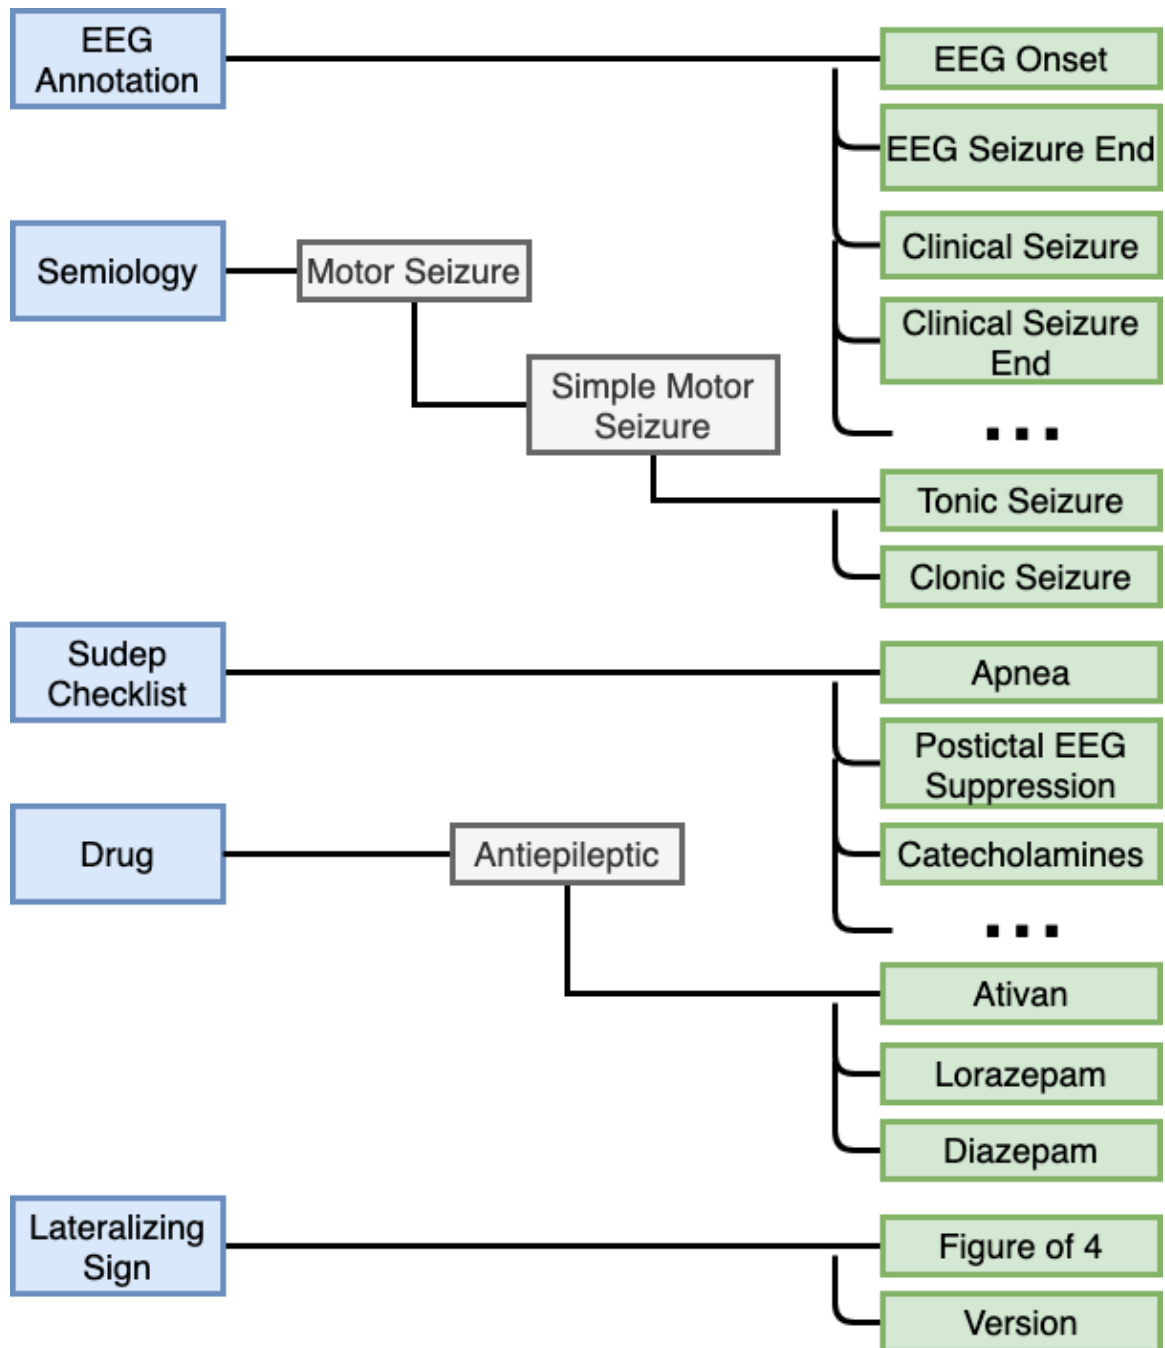 EEG
Annotation
EEG Onset
EEG Seizure End
Clinical Seizure
Clinical Seizure
End
...
Semiology
Motor Seizure
Simple Motor
Seizure
Tonic Seizure
Clonic Seizure
Sudep
Checklist
Apnea
Postictal EEG
Suppression
Catecholamines
...
Drug
Antiepileptic
Ativan
Lorazepam
Diazepam
Lateralizing
Sign
Figure of 4
Version